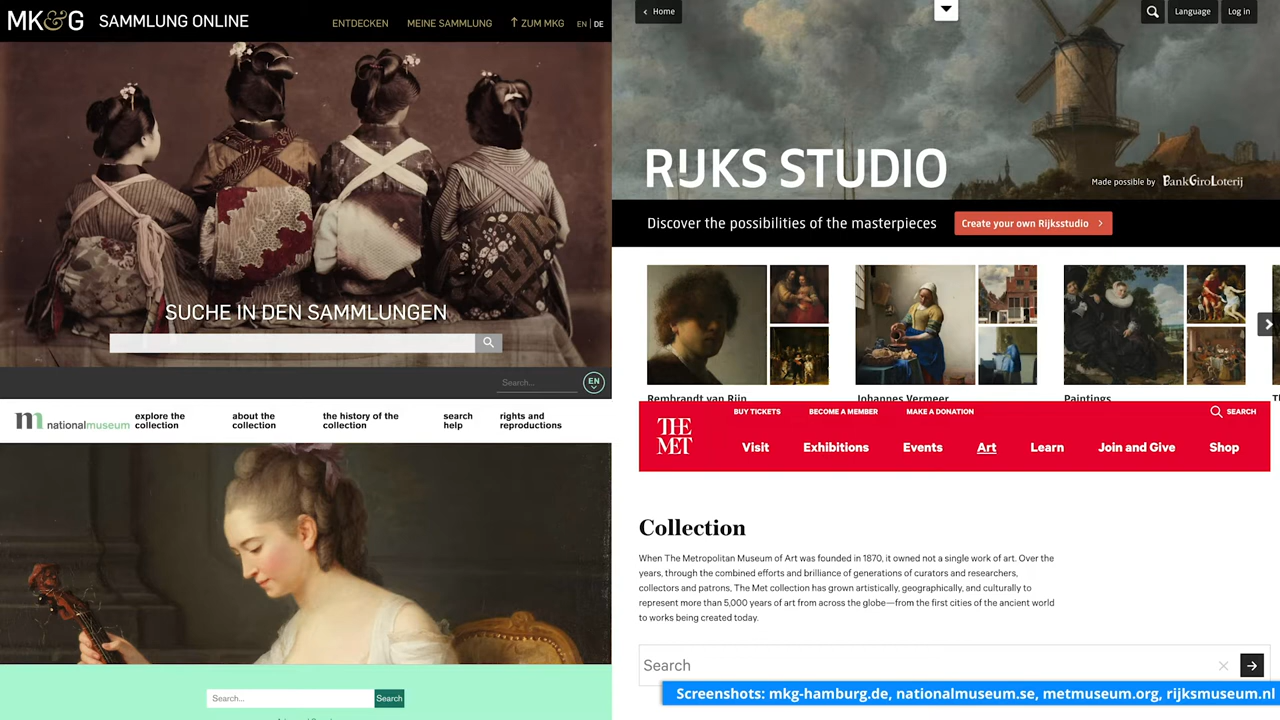 MK&G SAMMLUNG ONLINE
ENTDECKEN MEINE SAMMLUNG ↑ ZUM MKG EN | DE
SUCHE IN DEN SAMMLUNGEN
Search...
EN
nationalmuseum
explore the
collection
about the
collection
the history of the
collection
search
help
rights and
reproductions
Search...
Search
Home
Language
Log in
RIJKS STUDIO
Made possible by BankGiroLoterij
Discover the possibilities of the masterpieces
Create your own Rijksstudio
Rembrandt van Rijn
Johannes Vermeer
Paintings
BUY TICKETS BECOME A MEMBER MAKE A DONATION
SEARCH
THE
MET
Visit Exhibitions Events Art Learn Join and Give Shop
Collection
When The Metropolitan Museum of Art was founded in 1870, it owned not a single work of art. Over the
years, through the combined efforts and brilliance of generations of curators and researchers,
collectors and patrons, The Met collection has grown artistically, geographically, and culturally to
represent more than 5,000 years of art from across the globe—from the first cities of the ancient world
to works being created today.
Search
Screenshots: mkg-hamburg.de, nationalmuseum.se, metmuseum.org, rijksmuseum.nl